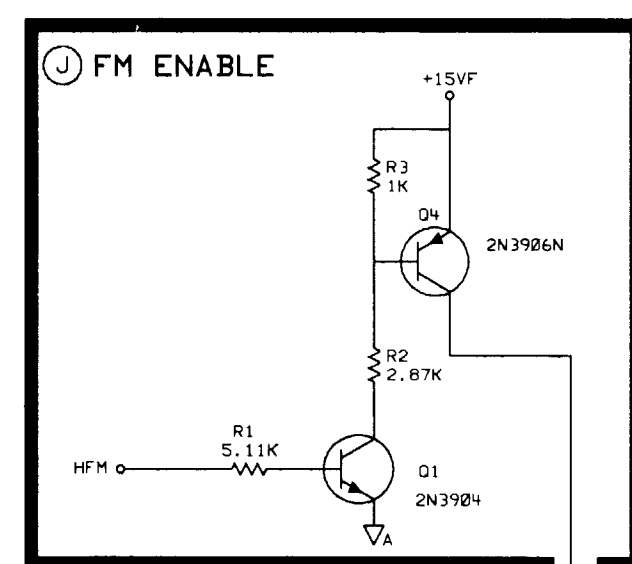 J FM ENABLE
+15VF
R3
1K
Q4
2N3906N
R2
2.87K
R1
5.11K
HFM
Q1
2N3904
A